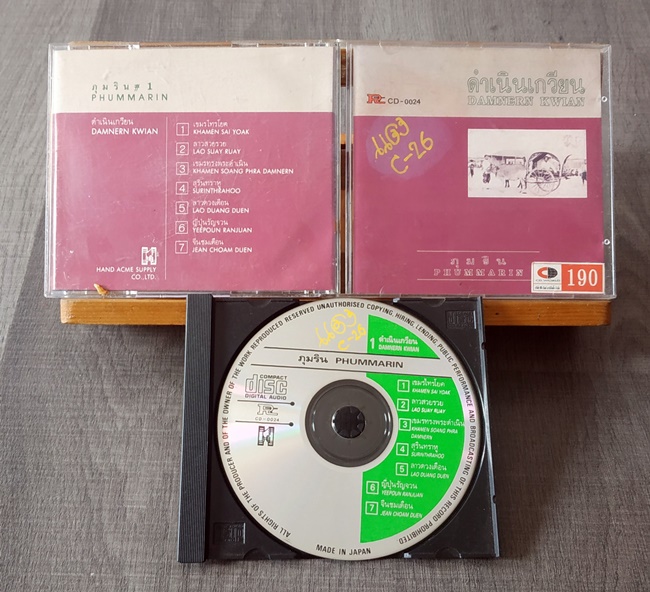 ภุมริน # 1
PHUMMARIN
ดำเนินเกวียน
DAMNERN KWIAN
1 เขมรไทรโยค
KHAMEN SAI YOAK
2 ลาวสวยรวย
LAO SUAY RUAY
3 เขมรทรงพระดำเนิน
KHAMEN SOANG PHRA DAMNERN
4 สุรินทราหู
SURINTHRAHOO
5 ลาวดวงเดือน
LAO DUANG DUEN
6 ญี่ปุ่นรัญจวน
YEEPOUN RANJUAN
7 จีนชมเดือน
JEAN CHOAM DUEN
HAND ACME SUPPLY
CO.,LTD.
CD-0024
ดำเนินเกวียน
DAMNERN KWIAN
แดง
C-26
ภุมริน
PHUMMARIN
190
ALL RIGHTS OF THE PRODUCER AND OF THE OWNER OF THE WORK REPRODUCED RESERVED UNAUTHORISED COPYING, HIRING, LENDING PUBLIC PERFORMANCE AND BROADCASTING OF THIS RECORD PROHIBITED
แดง
C-26
1 ดำเนินเกวียน
DAMNERN KWIAN
ภุมริน PHUMMARIN
COMPACT
disc
DIGITAL AUDIO
CD-0024
1 เขมรไทรโยค
KHAMEN SAI YOAK
2 ลาวสวยรวย
LAO SUAY RUAY
3 เขมรทรงพระดำเนิน
KHAMEN SOANG PHRA
DAMNERN
4 สุรินทราหู
SURINTHRAHOO
5 ลาวดวงเดือน
LAO DUANG DUEN
6 ญี่ปุ่นรัญจวน
YEEPOUN RANJUAN
7 จีนชมเดือน
JEAN CHOAM DUEN
MADE IN JAPAN